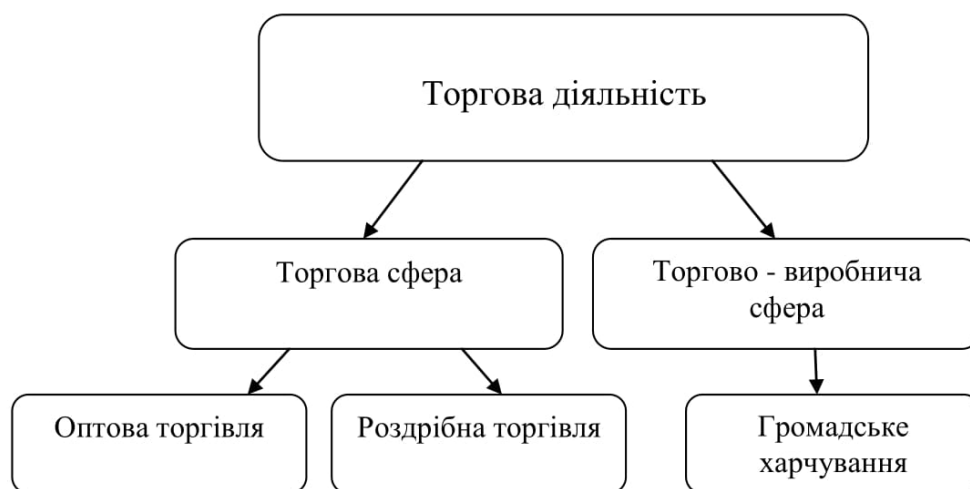 Торгова діяльність
Торгова сфера
Торгово - виробнича
сфера
Оптова торгівля
Роздрібна торгівля
Громадське
харчування